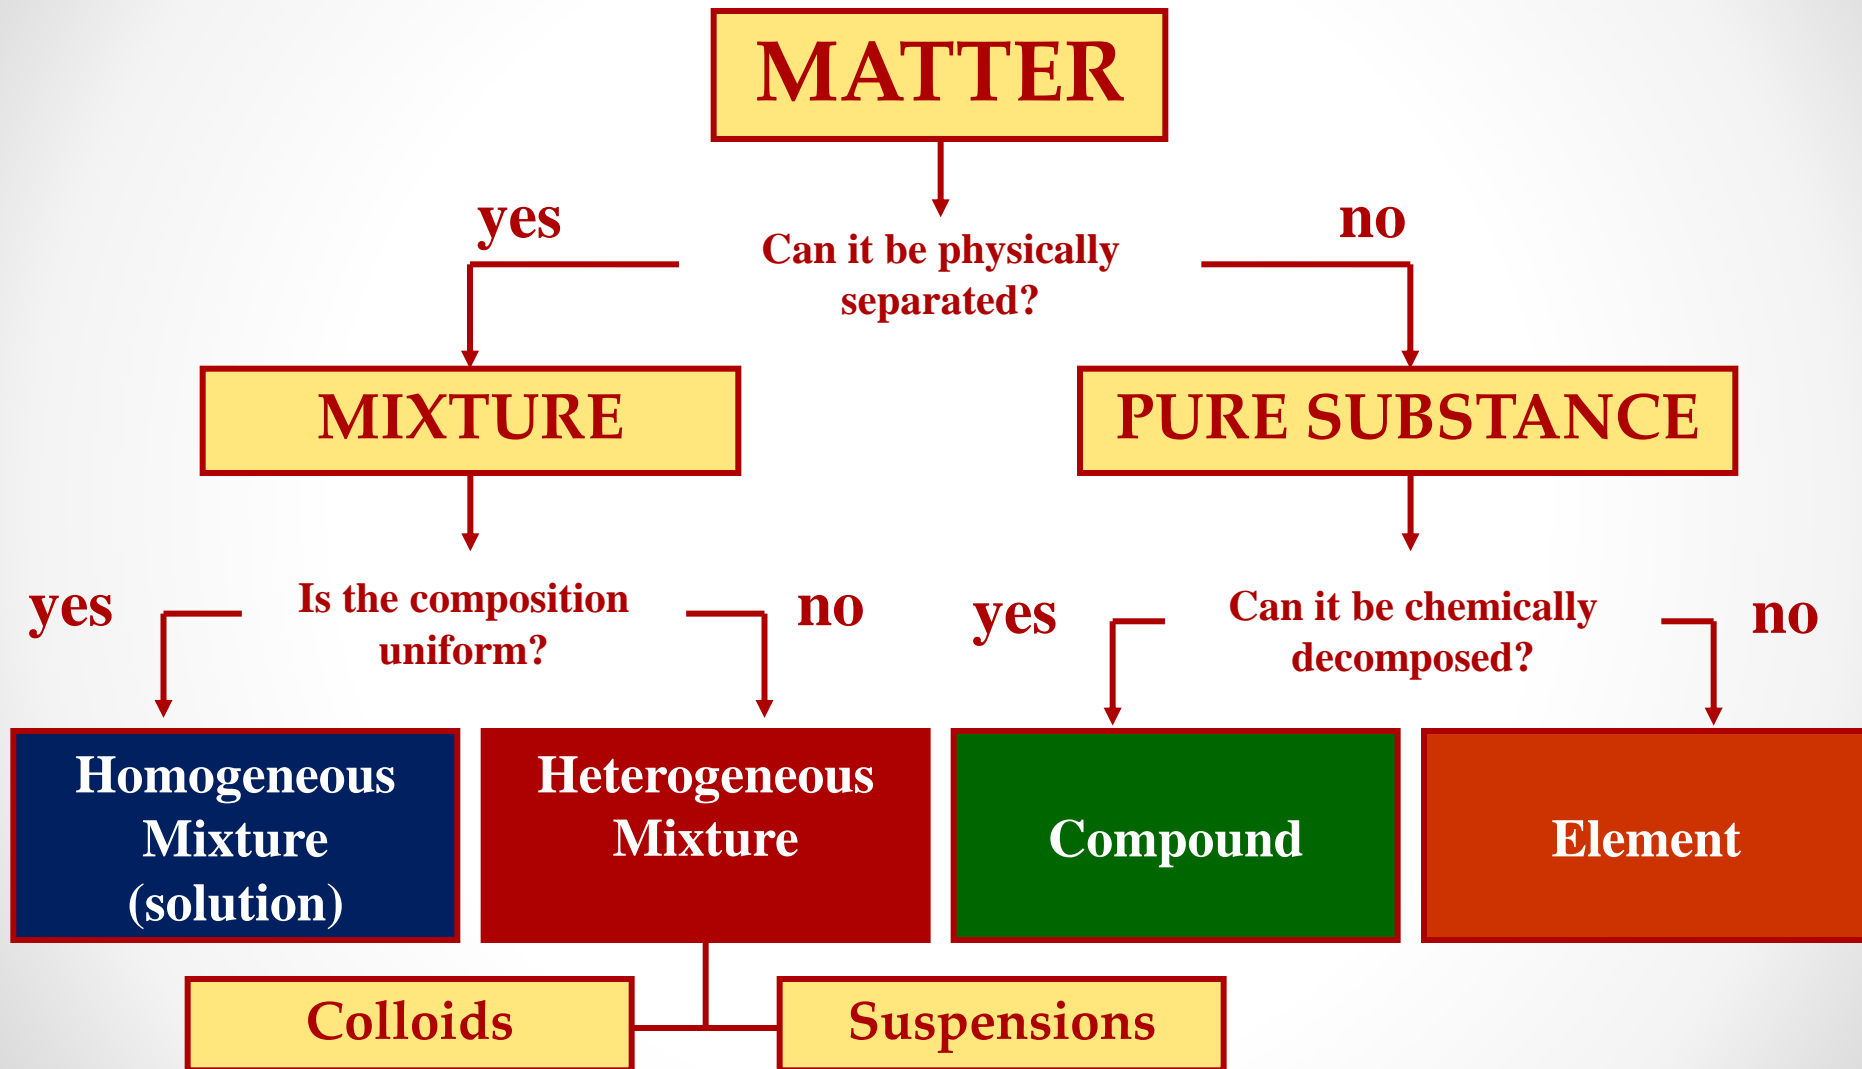 MATTER
yes
no
Can it be physically
separated?
MIXTURE
PURE SUBSTANCE
yes
Is the composition
uniform?
no
yes
Can it be chemically
decomposed?
no
Homogeneous
Mixture
(solution)
Heterogeneous
Mixture
Compound
Element
Colloids
Suspensions